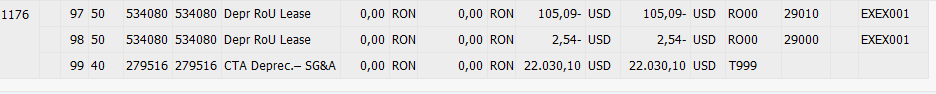 1176 97 50 534080 534080 Depr RoU Lease 0,00 RON 0,00 RON 105,09- USD 105,09- USD RO00 29010 EXEX001
98 50 534080 534080 Depr RoU Lease 0,00 RON 0,00 RON 2,54- USD 2,54- USD RO00 29000 EXEX001
99 40 279516 279516 CTA Deprec.– SG&A 0,00 RON 0,00 RON 22.030,10 USD 22.030,10 USD T999